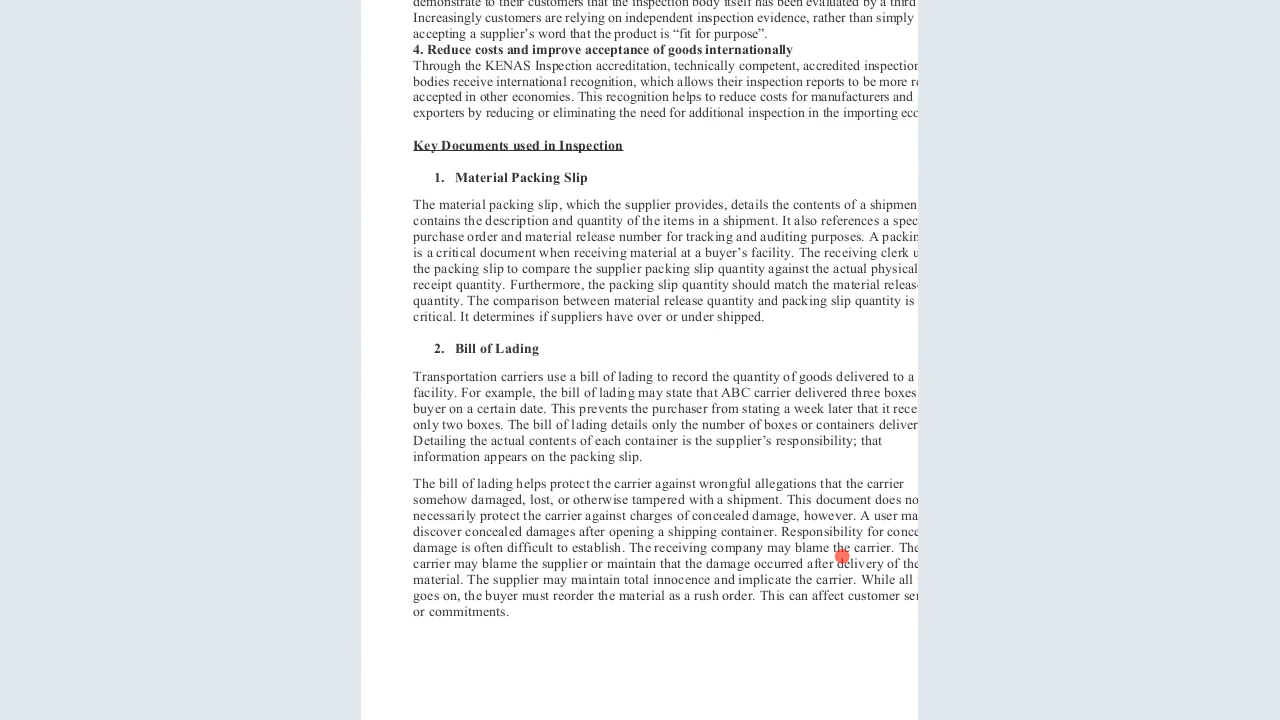 demonstrate to their customers that the inspection body itself has been evaluated by a third
Increasingly customers are relying on independent inspection evidence, rather than simply
accepting a supplier’s word that the product is “fit for purpose”.
4. Reduce costs and improve acceptance of goods internationally
Through the KENAS Inspection accreditation, technically competent, accredited inspection
bodies receive international recognition, which allows their inspection reports to be more
accepted in other economies. This recognition helps to reduce costs for manufacturers and
exporters by reducing or eliminating the need for additional inspection in the importing
Key Documents used in Inspection
1. Material Packing Slip
The material packing slip, which the supplier provides, details the contents of a
contains the description and quantity of the items in a shipment. It also references a
purchase order and material release number for tracking and auditing purposes. A
is a critical document when receiving material at a buyer’s facility. The receiving clerk
the packing slip to compare the supplier packing slip quantity against the actual physical
receipt quantity. Furthermore, the packing slip quantity should match the material
quantity. The comparison between material release quantity and packing slip quantity is
critical. It determines if suppliers have over or under shipped.
2. Bill of Lading
Transportation carriers use a bill of lading to record the quantity of goods delivered to a
facility. For example, the bill of lading may state that ABC carrier delivered three boxes
buyer on a certain date. This prevents the purchaser from stating a week later that it
only two boxes. The bill of lading details only the number of boxes or containers
Detailing the actual contents of each container is the supplier’s responsibility; that
information appears on the packing slip.
The bill of lading helps protect the carrier against wrongful allegations that the carrier
somehow damaged, lost, or otherwise tampered with a shipment. This document does
necessarily protect the carrier against charges of concealed damage, however. A user
discover concealed damages after opening a shipping container. Responsibility for
damage is often difficult to establish. The receiving company may blame the carrier. The
carrier may blame the supplier or maintain that the damage occurred after delivery of the
material. The supplier may maintain total innocence and implicate the carrier. While all
goes on, the buyer must reorder the material as a rush order. This can affect customer
or commitments.